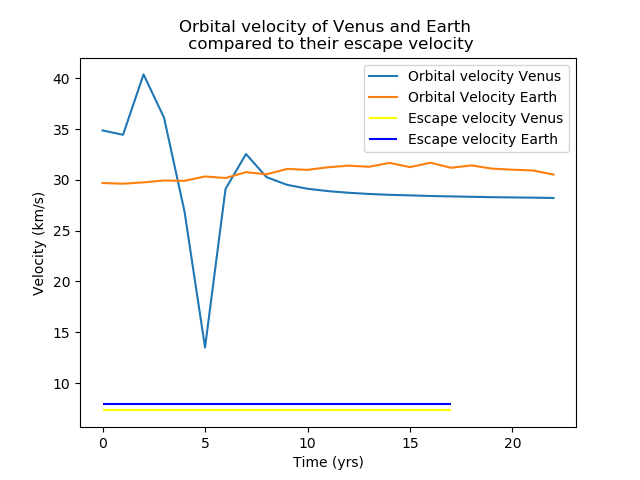 Orbital velocity of Venus and Earth
compared to their escape velocity
Orbital velocity Venus
Orbital Velocity Earth
Escape velocity Venus
Escape velocity Earth
Velocity (km/s)
40
35
30
25
20
15
10
0 5 10 15 20
Time (yrs)